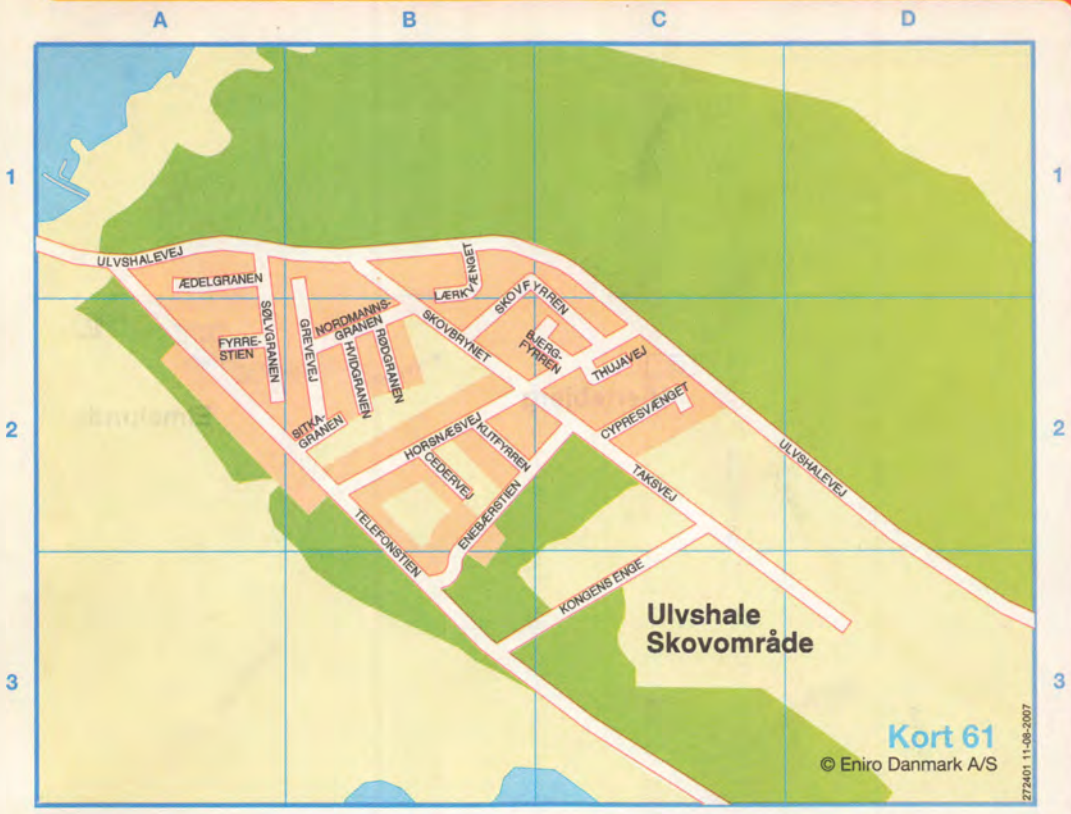 A B C D
1 1
ULVSHALEVEJ
ÆDELGRANEN
LÆRKVÆNGET
SKOVFYRREN
SØLVGRANEN
GREVEVEJ
NORDMANNS-
GRANEN
SKOVBRYNET
FYRRE-
STIEN
HVIDGRANEN
RØDGRANEN
BJERG-
FYRREN
THUJAVEJ
2 2
SITKA-
GRANEN
HORSNÆSVEJ
KLITFYRREN
CYPRESVÆNGET
CEDERVEJ
TAKSVEJ
ULVSHALEVEJ
TELEFONSTIEN
ENEBÆRSTIEN
KONGENS ENGE
Ulvshale
Skovområde
3 3
Kort 61
© Eniro Danmark A/S
272401 11-08-2007